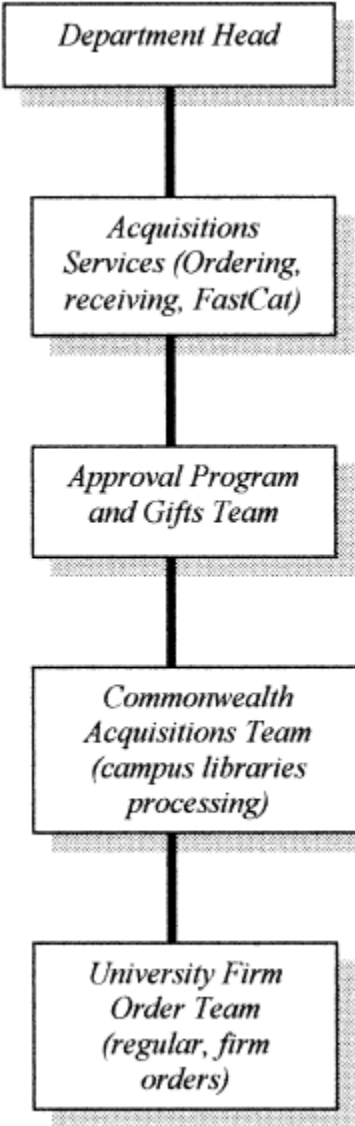 Department Head
Acquisitions
Services (Ordering,
receiving, FastCat)
Approval Program
and Gifts Team
Commonwealth
Acquisitions Team
(campus libraries
processing)
University Firm
Order Team
(regular, firm
orders)